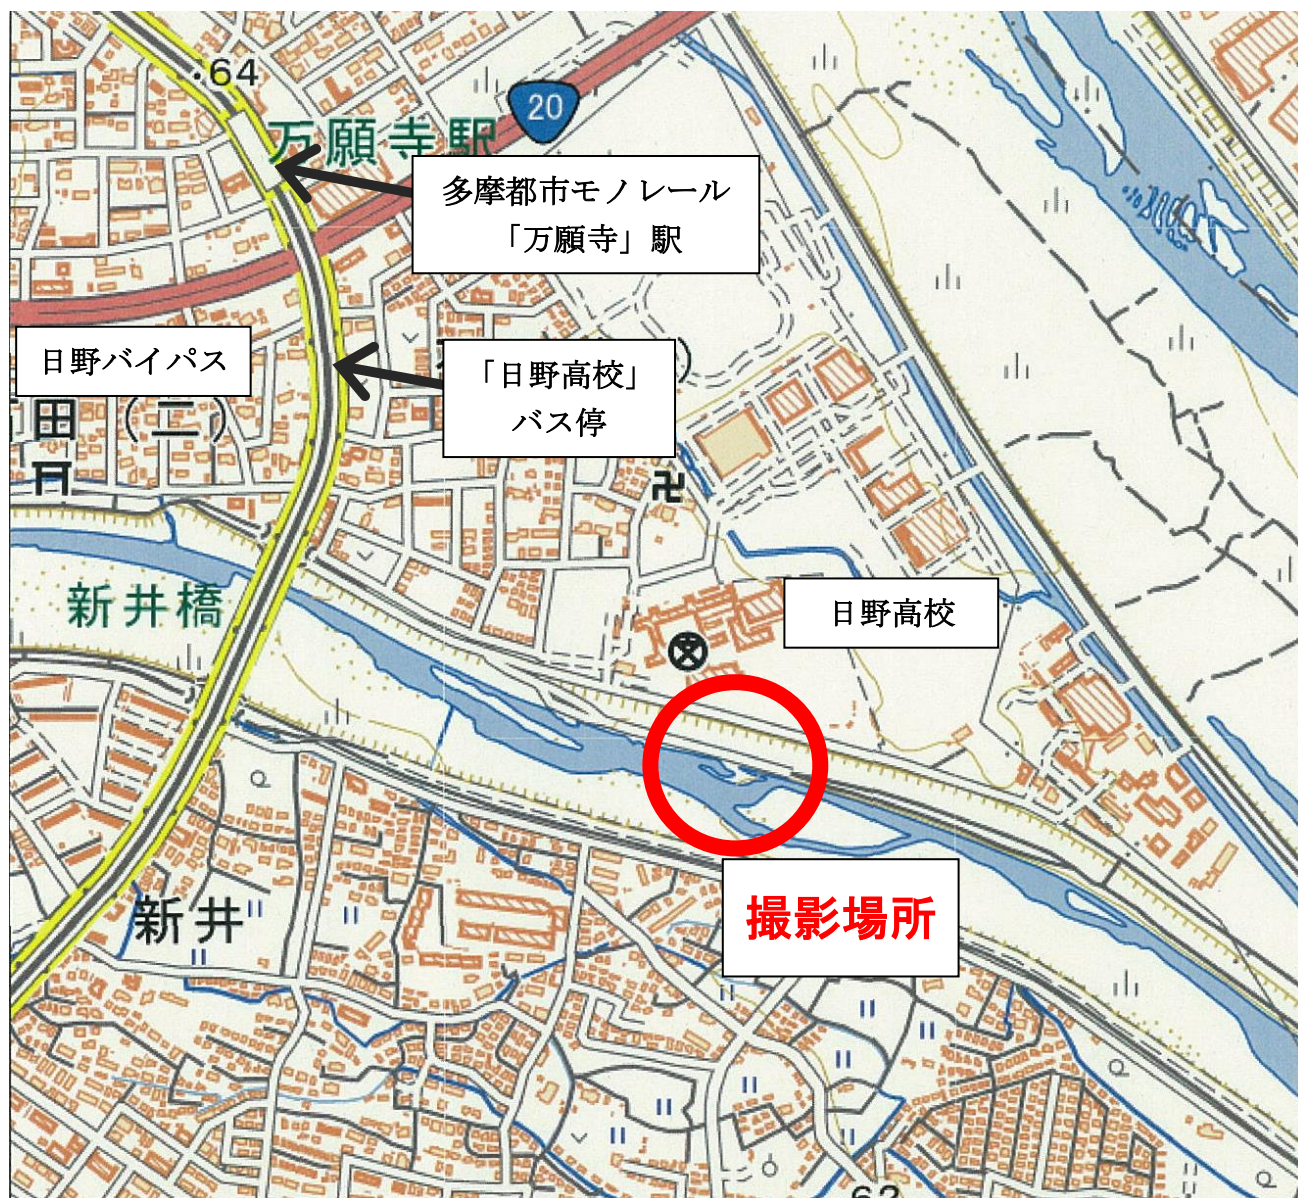 .64
20
万願寺駅
多摩都市モノレール
「万願寺」駅
日野バイパス
「日野高校」
バス停
田(二)
新井橋
日野高校
文
撮影場所
新井